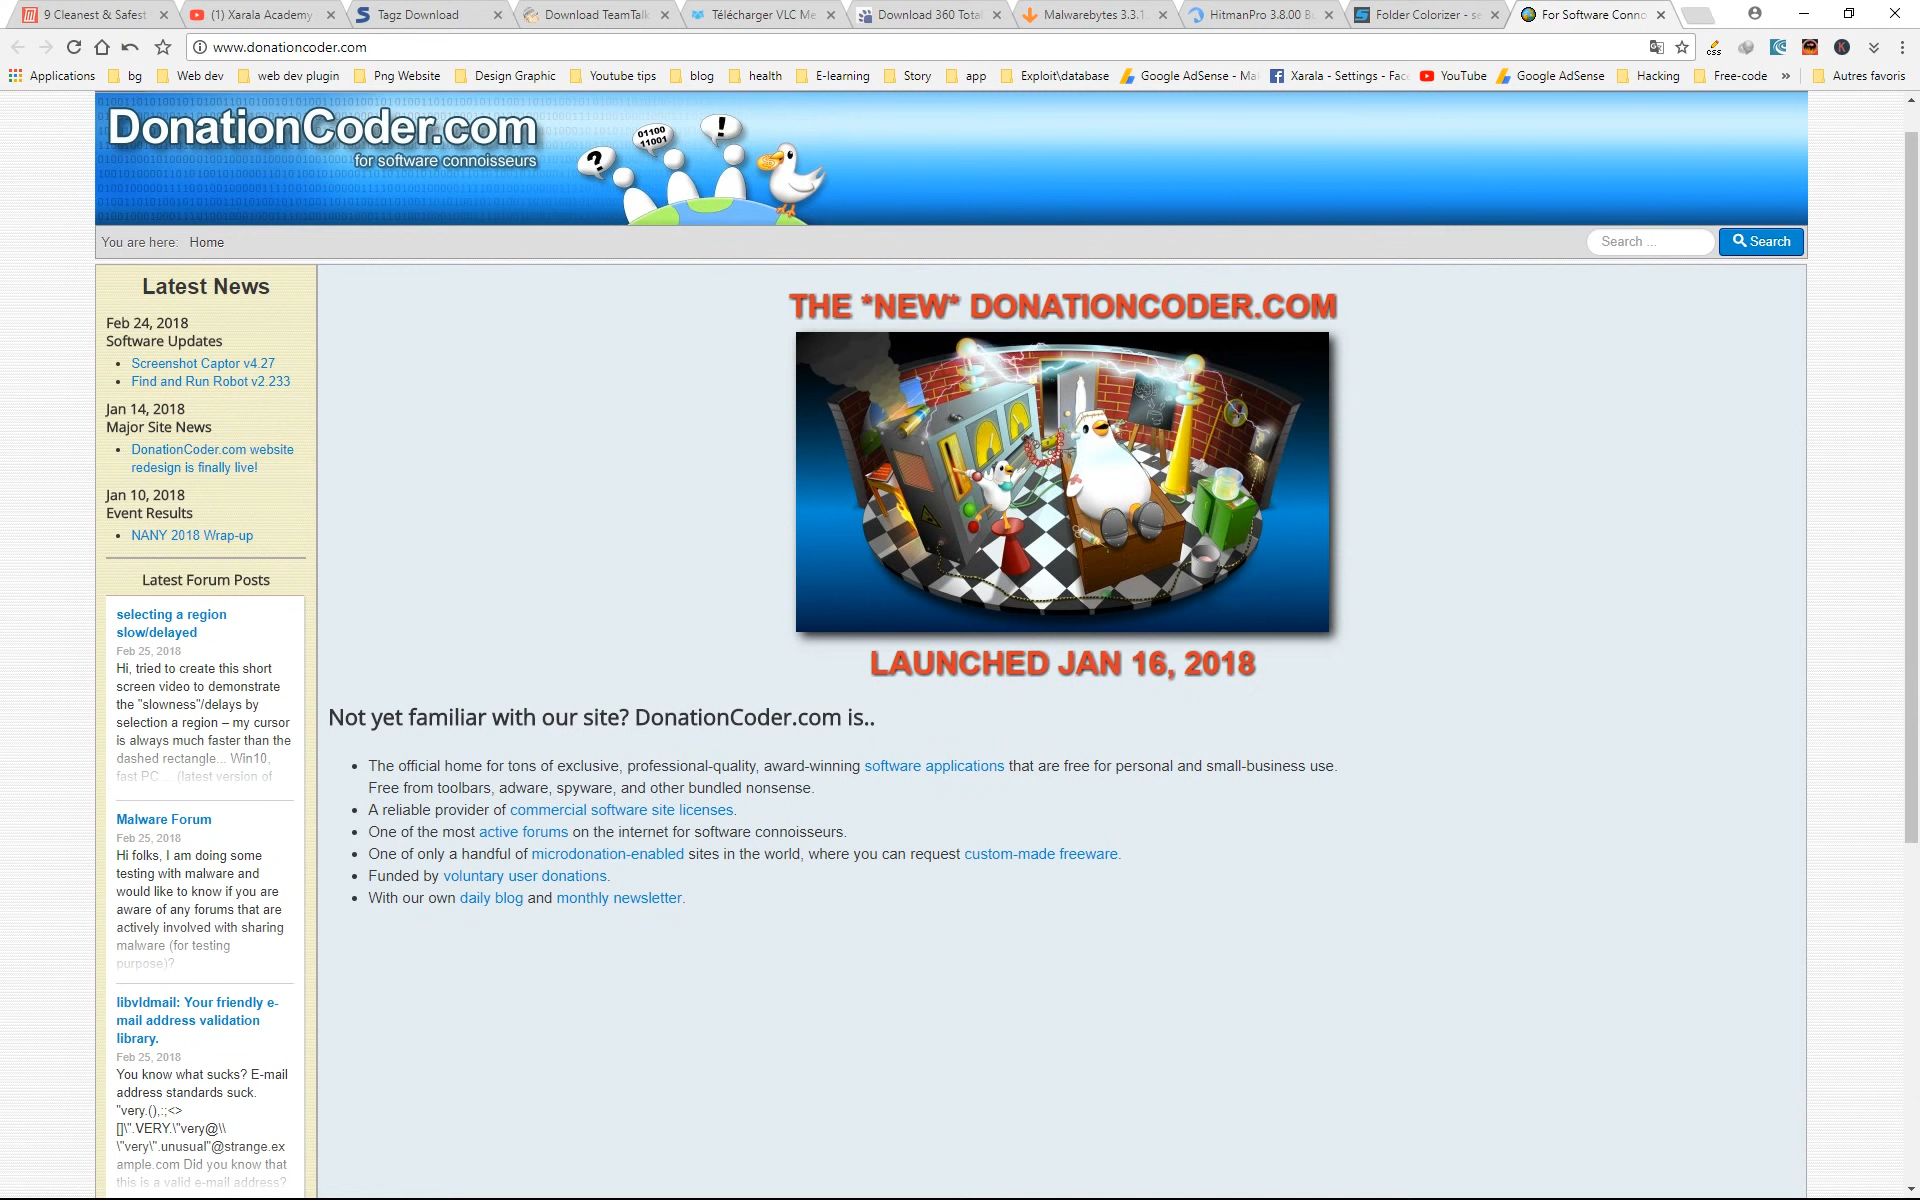 9 Cleanest & Safest
(1) Xarala Academy
Tagz Download
Download TeamTalk
Télécharger VLC Me
Download 360 Total
Malwarebytes 3.3.1
HitmanPro 3.8.00 Bu
Folder Colorizer - se
For Software Conno
www.donationcoder.com
css
K
Applications
bg
Web dev
web dev plugin
Png Website
Design Graphic
Youtube tips
blog
health
E-learning
Story
app
Exploit\database
Google AdSense - Ma
Xarala - Settings - Fac
YouTube
Google AdSense
Hacking
Free-code
»
Autres favoris
DonationCoder.com
for software connoisseurs
?
01100
11001
!
You are here: Home
Search ...
Search
Latest News
Feb 24, 2018
Software Updates
• Screenshot Captor v4.27
• Find and Run Robot v2.233
Jan 14, 2018
Major Site News
• DonationCoder.com website
redesign is finally live!
Jan 10, 2018
Event Results
• NANY 2018 Wrap-up
Latest Forum Posts
selecting a region
slow/delayed
Feb 25, 2018
Hi, tried to create this short
screen video to demonstrate
the "slowness"/delays by
selection a region – my cursor
is always much faster than the
dashed rectangle... Win10,
fast PC ... (latest version of
Malware Forum
Feb 25, 2018
Hi folks, I am doing some
testing with malware and
would like to know if you are
aware of any forums that are
actively involved with sharing
malware (for testing
purpose)?
libvldmail: Your friendly e-
mail address validation
library.
Feb 25, 2018
You know what sucks? E-mail
address standards suck.
"very.(),:;<>
[]\".VERY.\"very@\\
\"very\".unusual"@strange.ex
ample.com Did you know that
this is a valid e-mail address?
THE *NEW* DONATIONCODER.COM
LAUNCHED JAN 16, 2018
Not yet familiar with our site? DonationCoder.com is..
• The official home for tons of exclusive, professional-quality, award-winning software applications that are free for personal and small-business use.
Free from toolbars, adware, spyware, and other bundled nonsense.
• A reliable provider of commercial software site licenses.
• One of the most active forums on the internet for software connoisseurs.
• One of only a handful of microdonation-enabled sites in the world, where you can request custom-made freeware.
• Funded by voluntary user donations.
• With our own daily blog and monthly newsletter.